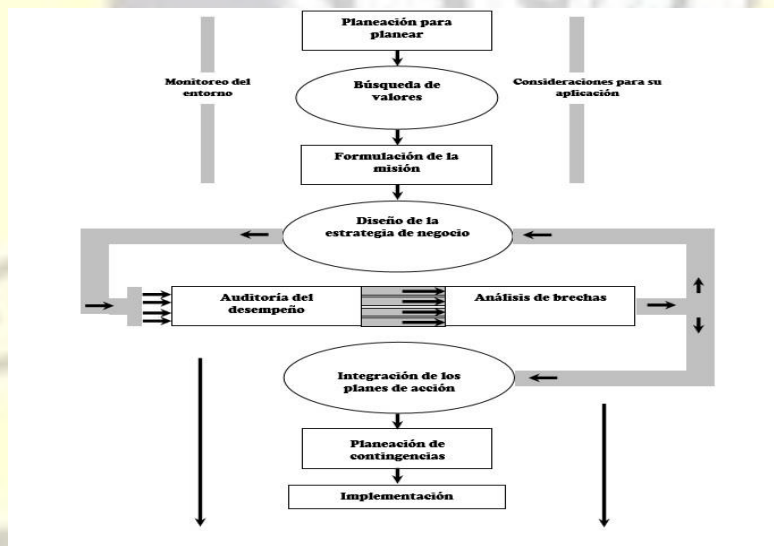 Planeación para
planear
Monitoreo del
entorno
Búsqueda de
valores
Consideraciones para su
aplicación
Formulación de la
misión
Diseño de la
estrategia de negocio
Auditoría del
desempeño
Análisis de brechas
Integración de los
planes de acción
Planeación de
contingencias
Implementación